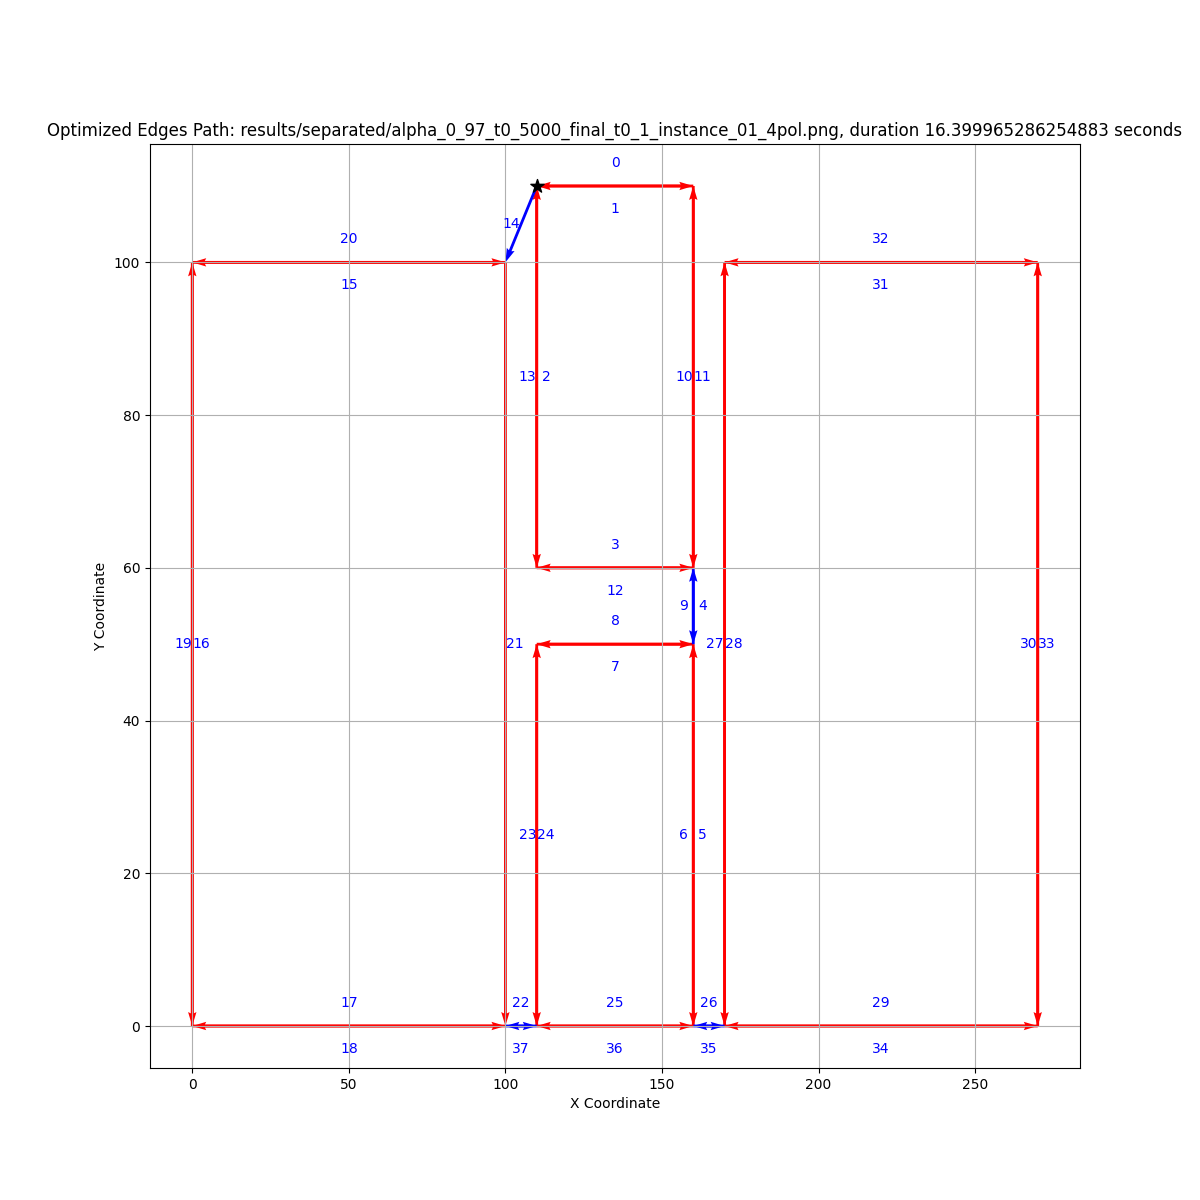 Optimized Edges Path: results/separated/alpha_0_97_t0_5000_final_t0_1_instance_01_4pol.png, duration 16.399965286254883 seconds
0
1
14
20
32
100
15
31
80
13 2 10 11
60
3
12
9 4
8
19 16 21 27 28 30 33
7
40
23 24 6 5
20
17 22 25 26 29
0
18 37 36 35 34
0 50 100 150 200 250
X Coordinate
Y Coordinate